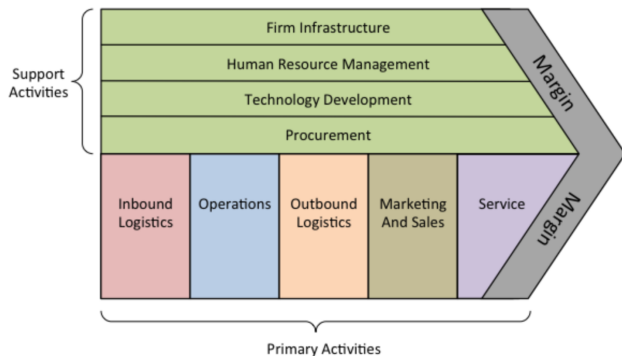 Firm Infrastructure
Human Resource Management
Technology Development
Procurement
Support
Activities
Margin
Margin
Inbound
Logistics
Operations
Outbound
Logistics
Marketing
And Sales
Service
Primary Activities